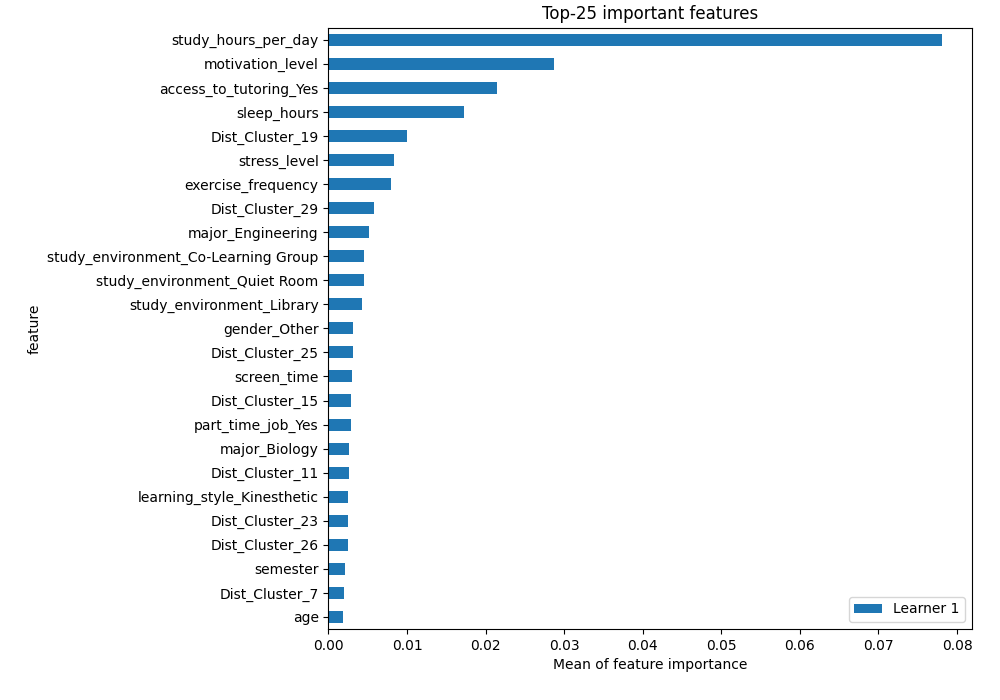 Top-25 important features
study_hours_per_day
motivation_level
access_to_tutoring_Yes
sleep_hours
Dist_Cluster_19
stress_level
exercise_frequency
Dist_Cluster_29
major_Engineering
study_environment_Co-Learning Group
study_environment_Quiet Room
study_environment_Library
gender_Other
Dist_Cluster_25
screen_time
Dist_Cluster_15
part_time_job_Yes
major_Biology
Dist_Cluster_11
learning_style_Kinesthetic
Dist_Cluster_23
Dist_Cluster_26
semester
Dist_Cluster_7
age
feature
Learner 1
0.00 0.01 0.02 0.03 0.04 0.05 0.06 0.07 0.08
Mean of feature importance